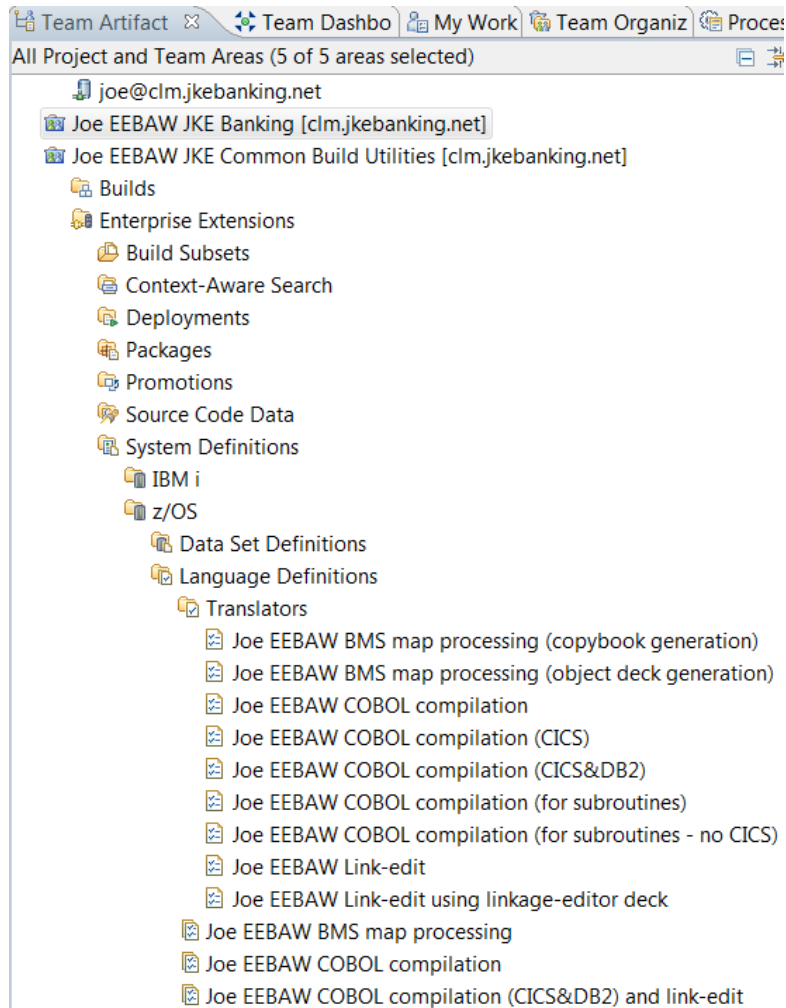 Team Artifact Team Dashbo My Work Team Organiz Proces
All Project and Team Areas (5 of 5 areas selected)
joe@clm.jkebanking.net
Joe EEBAW JKE Banking [clm.jkebanking.net]
Joe EEBAW JKE Common Build Utilities [clm.jkebanking.net]
Builds
Enterprise Extensions
Build Subsets
Context-Aware Search
Deployments
Packages
Promotions
Source Code Data
System Definitions
IBM i
z/OS
Data Set Definitions
Language Definitions
Translators
Joe EEBAW BMS map processing (copybook generation)
Joe EEBAW BMS map processing (object deck generation)
Joe EEBAW COBOL compilation
Joe EEBAW COBOL compilation (CICS)
Joe EEBAW COBOL compilation (CICS&DB2)
Joe EEBAW COBOL compilation (for subroutines)
Joe EEBAW COBOL compilation (for subroutines - no CICS)
Joe EEBAW Link-edit
Joe EEBAW Link-edit using linkage-editor deck
Joe EEBAW BMS map processing
Joe EEBAW COBOL compilation
Joe EEBAW COBOL compilation (CICS&DB2) and link-edit